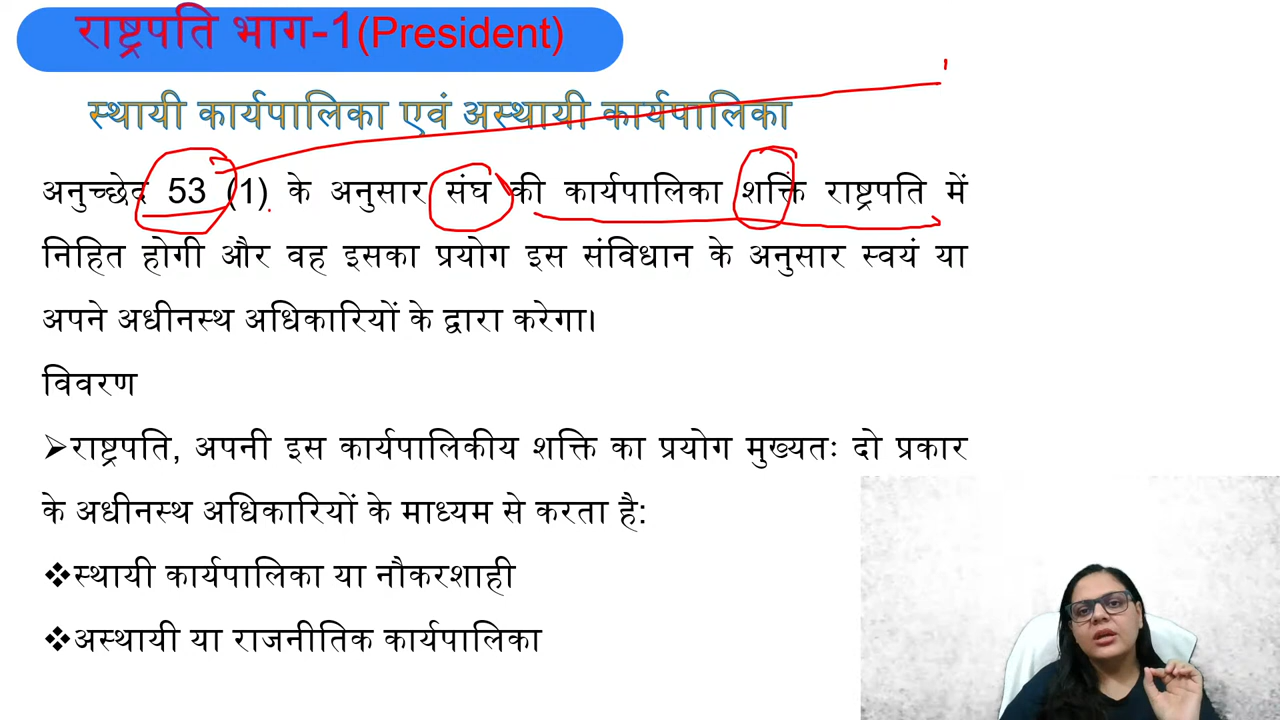 राष्ट्रपति भाग-1(President)
स्थायी कार्यपालिका एवं अस्थायी कार्यपालिका
अनुच्छेद 53 (1) के अनुसार संघ की कार्यपालिका शक्ति राष्ट्रपति में
निहित होगी और वह इसका प्रयोग इस संविधान के अनुसार स्वयं या
अपने अधीनस्थ अधिकारियों के द्वारा करेगा।
विवरण
➢राष्ट्रपति, अपनी इस कार्यपालिकीय शक्ति का प्रयोग मुख्यतः दो प्रकार
के अधीनस्थ अधिकारियों के माध्यम से करता है:
❖स्थायी कार्यपालिका या नौकरशाही
❖अस्थायी या राजनीतिक कार्यपालिका